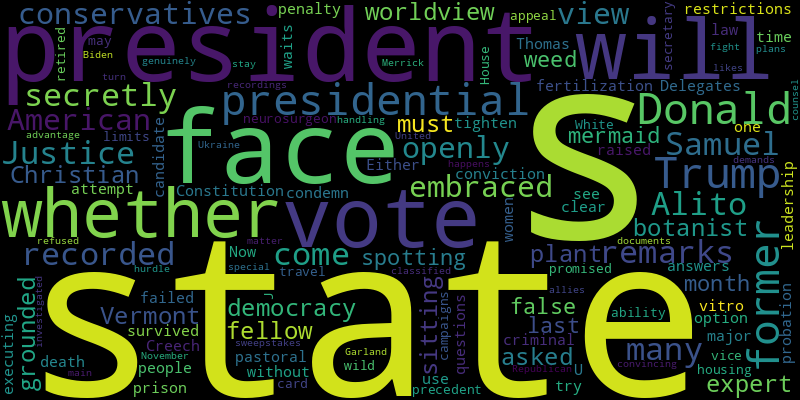 conservatives
penalty
worldview
appeal
view
restrictions
president
will
retired
may
Biden
genuinely
waits
House
Thomas
weed
secretary
law
time
fight
plans
turn
stay
Merrick
likes
secretly
recordings
presidential
fertilization
Delegates
counsel
American
neurosurgeon
handling
must
tighten
White
one
Donald
advantage
limits
face
United
openly
mermaid
raised
demands
Justice
candidate
Ukraine
Either
S
Samuel
Christian
Constitution
condemn
conviction
happens
see
Trump
leadership
attempt
embraced
clear
Alito
whether
vote
women
botanist
refused
matter
documents
recorded
Now
come
spotting
plant
remarks
former
special
travel
classified
promised
answers
hurdle
month
grounded
investigated
failed
J
sitting
campaigns
allies
probation
Vermont
democracy
questions
false
ability
vitro
option
executing
survived
fellow
last
many
major
Creech
sweepstakes
asked
criminal
death
November
people
pastoral
Garland
convincing
vice
main
state
card
wild
use
Republican
U
housing
prison
without
precedent
try
expert